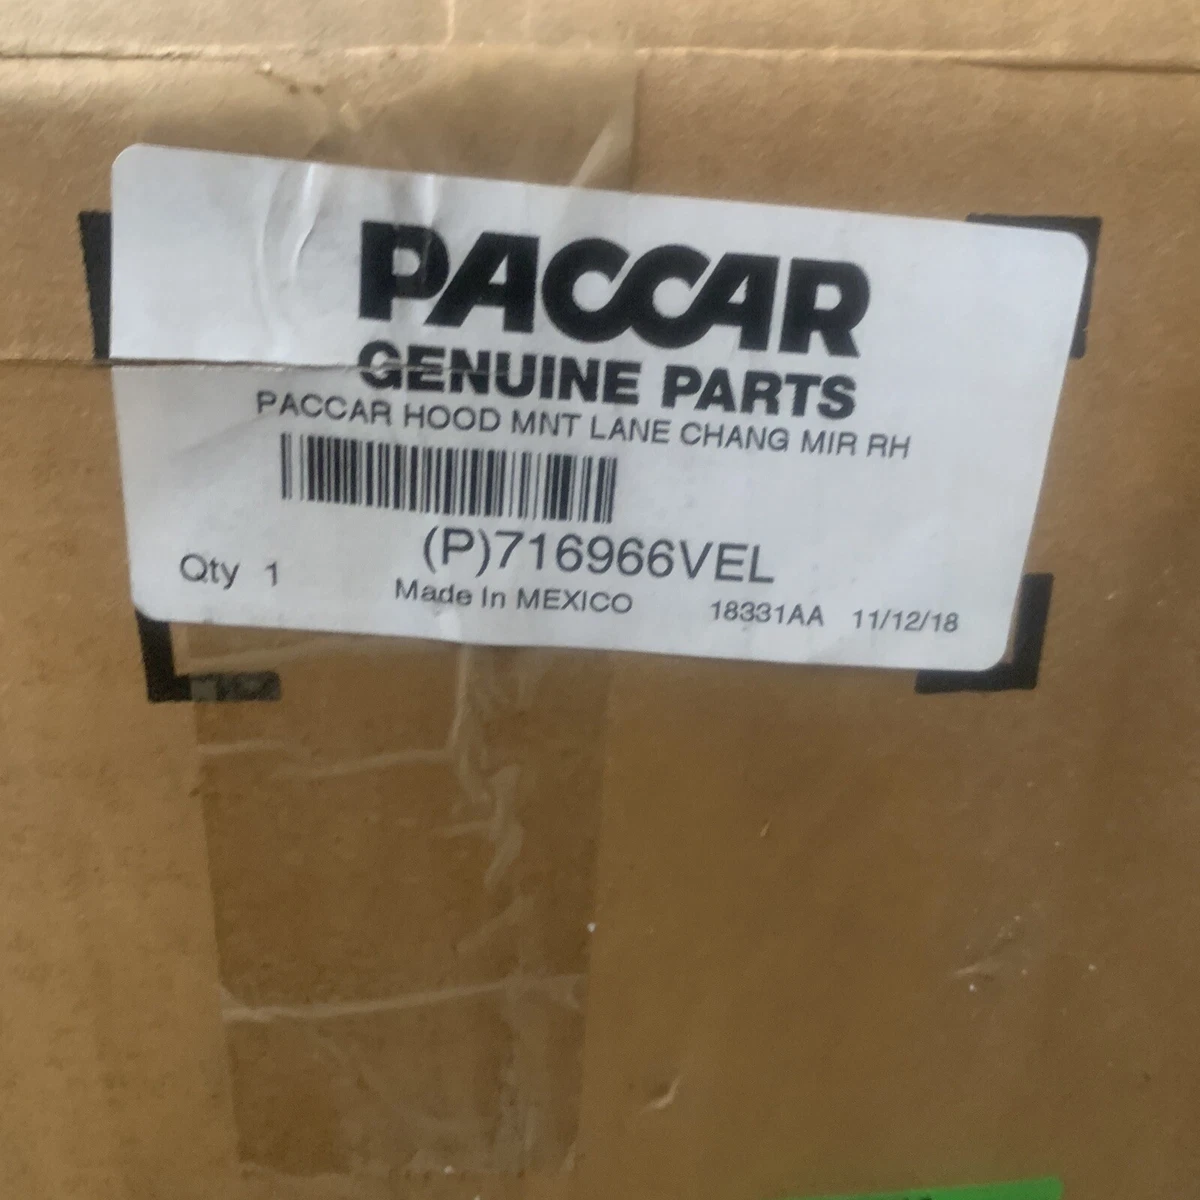 PACCAR
GENUINE PARTS
PACCAR HOOD MNT LANE CHANG MIR RH
(P)716966VEL
Qty 1
Made In MEXICO
18331AA 11/12/18